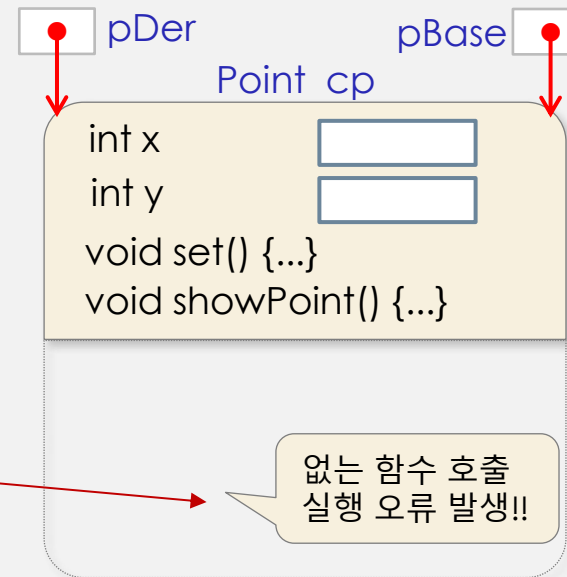 pDer
pBase
Point cp
int x
int y
void set() {...}
void showPoint() {...}
없는 함수 호출
실행 오류 발생!!